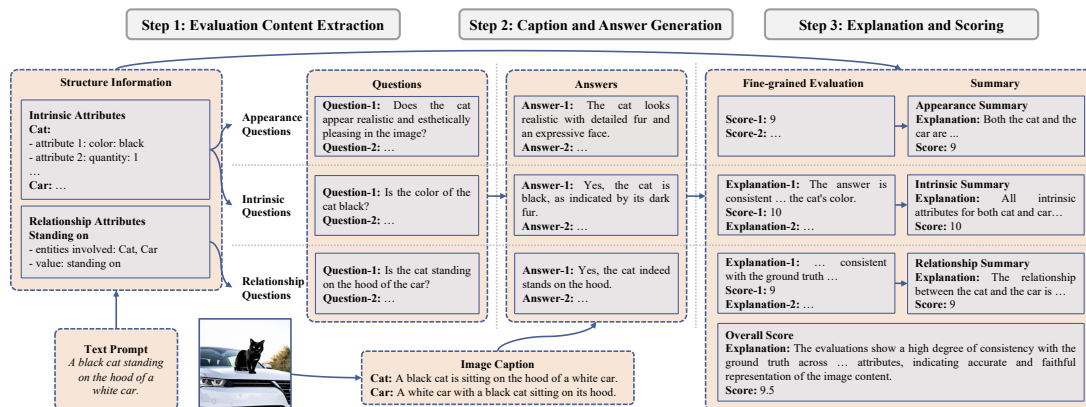 Step 1: Evaluation Content Extraction
Step 2: Caption and Answer Generation
Step 3: Explanation and Scoring
Structure Information
Intrinsic Attributes
Cat:
- attribute 1: color: black
- attribute 2: quantity: 1
…
Car: …
Relationship Attributes
Standing on
- entities involved: Cat, Car
- value: standing on
Text Prompt
A black cat standing
on the hood of a
white car.
Appearance
Questions
Intrinsic
Questions
Relationship
Questions
Questions
Question-1: Does the cat
appear realistic and esthetically
pleasing in the image?
Question-2: …
Question-1: Is the color of the
cat black?
Question-2: …
Question-1: Is the cat standing
on the hood of the car?
Question-2: …
Answers
Answer-1: The cat looks
realistic with detailed fur and
an expressive face.
Answer-2: …
Answer-1: Yes, the cat is
black, as indicated by its dark
fur.
Answer-2: …
Answer-1: Yes, the cat indeed
stands on the hood.
Answer-2: …
Image Caption
Cat: A black cat is sitting on the hood of a white car.
Car: A white car with a black cat sitting on its hood.
Fine-grained Evaluation
Score-1: 9
Score-2: …
Explanation-1: The answer is
consistent … the cat's color.
Score-1: 10
Explanation-2: …
Explanation-1: … consistent
with the ground truth …
Score-1: 9
Explanation-2: …
Summary
Appearance Summary
Explanation: Both the cat and the
car are ...
Score: 9
Intrinsic Summary
Explanation: All intrinsic
attributes for both cat and car…
Score: 10
Relationship Summary
Explanation: The relationship
between the cat and the car is …
Score: 9
Overall Score
Explanation: The evaluations show a high degree of consistency with the
ground truth across … attributes, indicating accurate and faithful
representation of the image content.
Score: 9.5